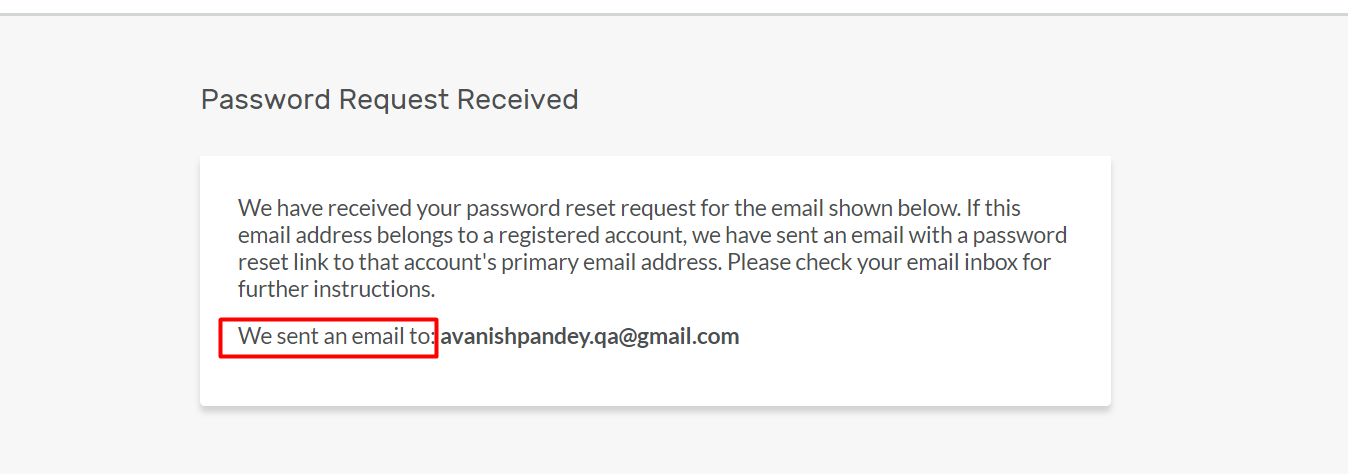 Password Request Received
We have received your password reset request for the email shown below. If this
email address belongs to a registered account, we have sent an email with a password
reset link to that account's primary email address. Please check your email inbox for
further instructions.
We sent an email to: avanishpandey.qa@gmail.com